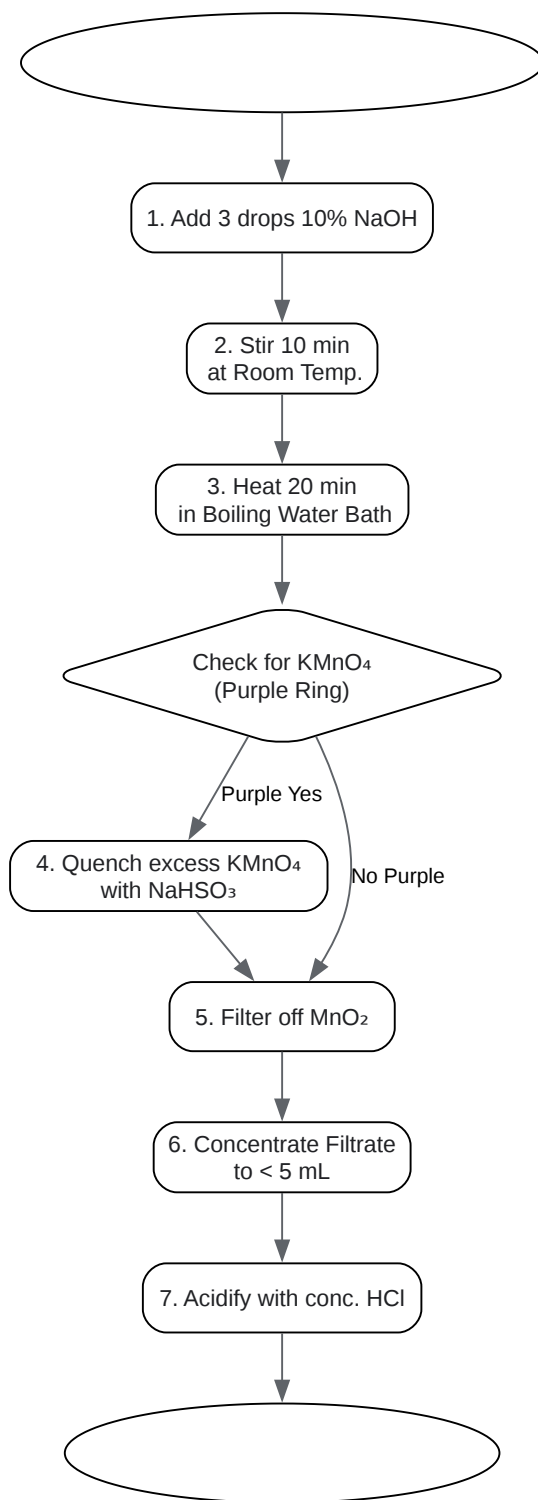 1. Add 3 drops 10% NaOH
2. Stir 10 min
at Room Temp.
3. Heat 20 min
in Boiling Water Bath
Check for KMnO₄
(Purple Ring)
Purple Yes
4. Quench excess KMnO₄
with NaHSO₃
No Purple
5. Filter off MnO₂
6. Concentrate Filtrate
to < 5 mL
7. Acidify with conc. HCl